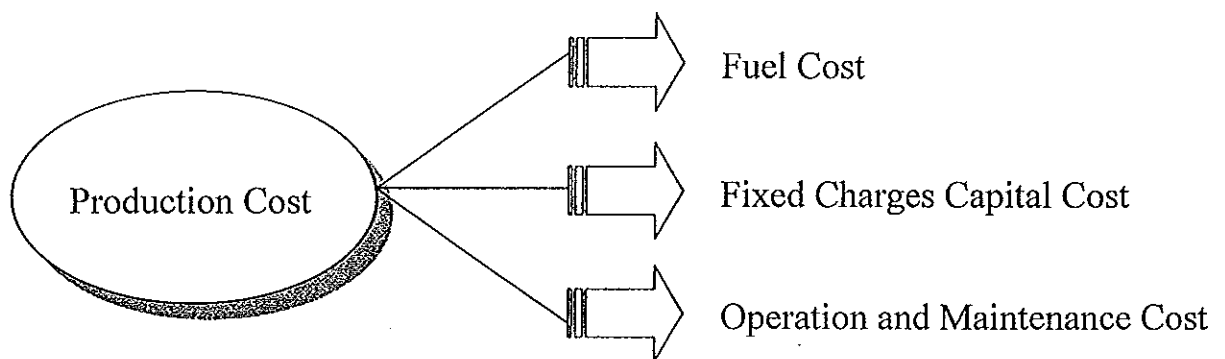 Fuel Cost
Production Cost
Fixed Charges Capital Cost
Operation and Maintenance Cost